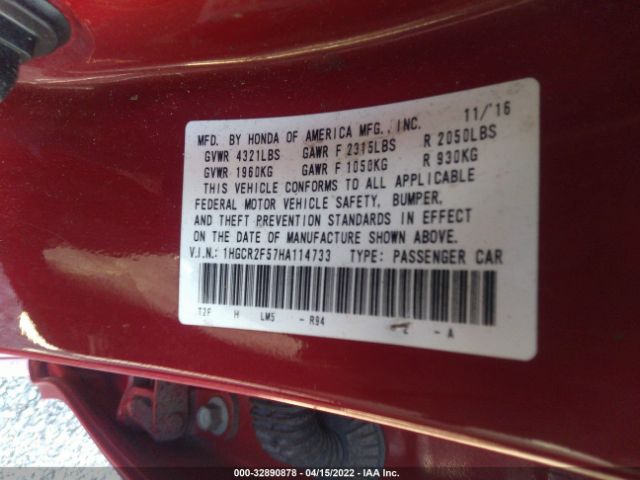 11/'16
MFD. BY HONDA OF AMERICA MFG., INC.
GVWR 4321LBS GAWR F 2315LBS R 2050LBS
GVWR 1960KG GAWR F 1050KG R 930KG
THIS VEHICLE CONFORMS TO ALL APPLICABLE
FEDERAL MOTOR VEHICLE SAFETY, BUMPER,
AND THEFT PREVENTION STANDARDS IN EFFECT
ON THE DATE OF MANUFACTURE SHOWN ABOVE.
V.I.N.: 1HGCR2F57HA114733 TYPE: PASSENGER CAR
T2F H LM5 - R94 - A
000-32890878 - 04/15/2022 - IAA Inc.